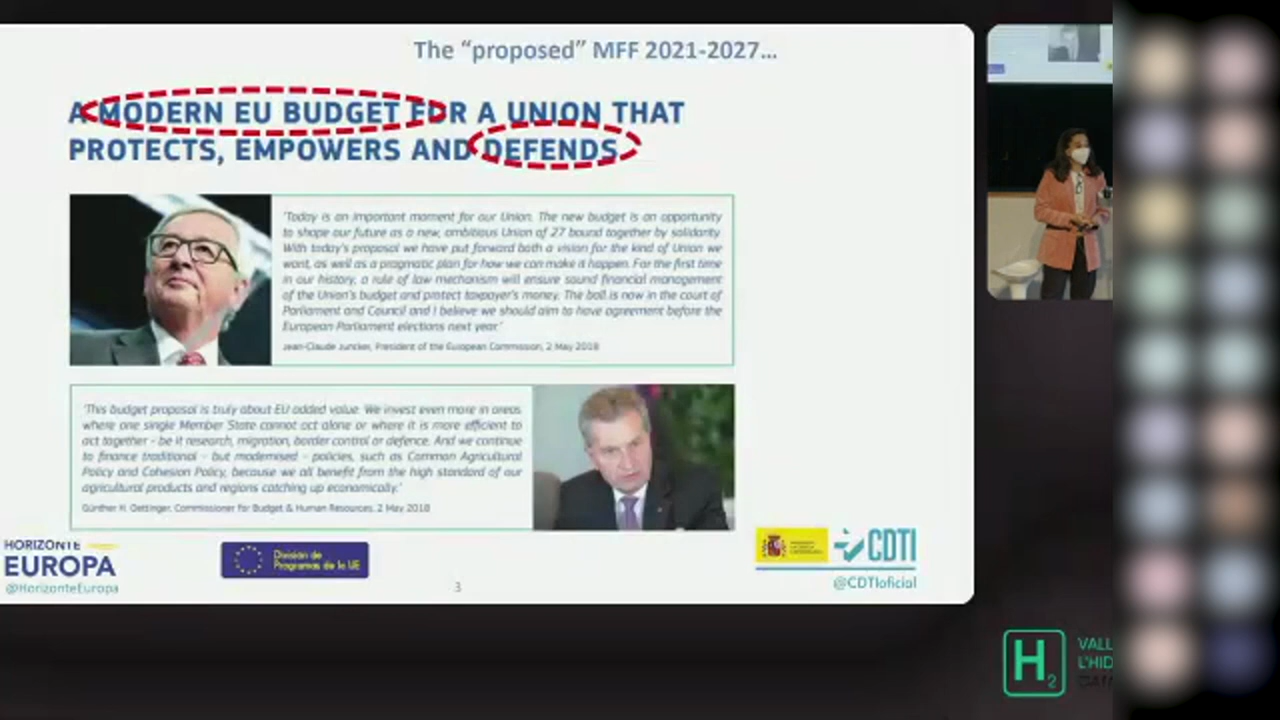 The “proposed” MFF 2021-2027…
A MODERN EU BUDGET FOR A UNION THAT
PROTECTS, EMPOWERS AND DEFENDS
'Today is an important moment for our Union. The new budget is an opportunity
to shape our future as a new, ambitious Union of 27 bound together by solidarity.
With today's proposal we have put forward both a vision for the kind of Union we
want, as well as a pragmatic plan for how we can make it happen. For the first time
in our history, a rule of law mechanism will ensure sound financial management
of the Union's budget and protect taxpayer's money. The ball is now in the court of
Parliament and Council and I believe we should aim to have agreement before the
European Parliament elections next year.'
Jean-Claude Juncker, President of the European Commission, 2 May 2018
'This budget proposal is truly about EU added value. We invest even more in areas
where one single Member State cannot act alone or where it is more efficient to
act together - be it research, migration, border control or defence. And we continue
to finance traditional - but modernised - policies, such as Common Agricultural
Policy and Cohesion Policy, because we all benefit from the high standard of our
agricultural products and regions catching up economically.'
Günther H. Oettinger, Commissioner for Budget & Human Resources, 2 May 2018
HORIZONTE
EUROPA
@HorizonteEuropa
División de
Programas de la UE
3
CDTI
@CDTIoficial
H2
VALL
L'HID